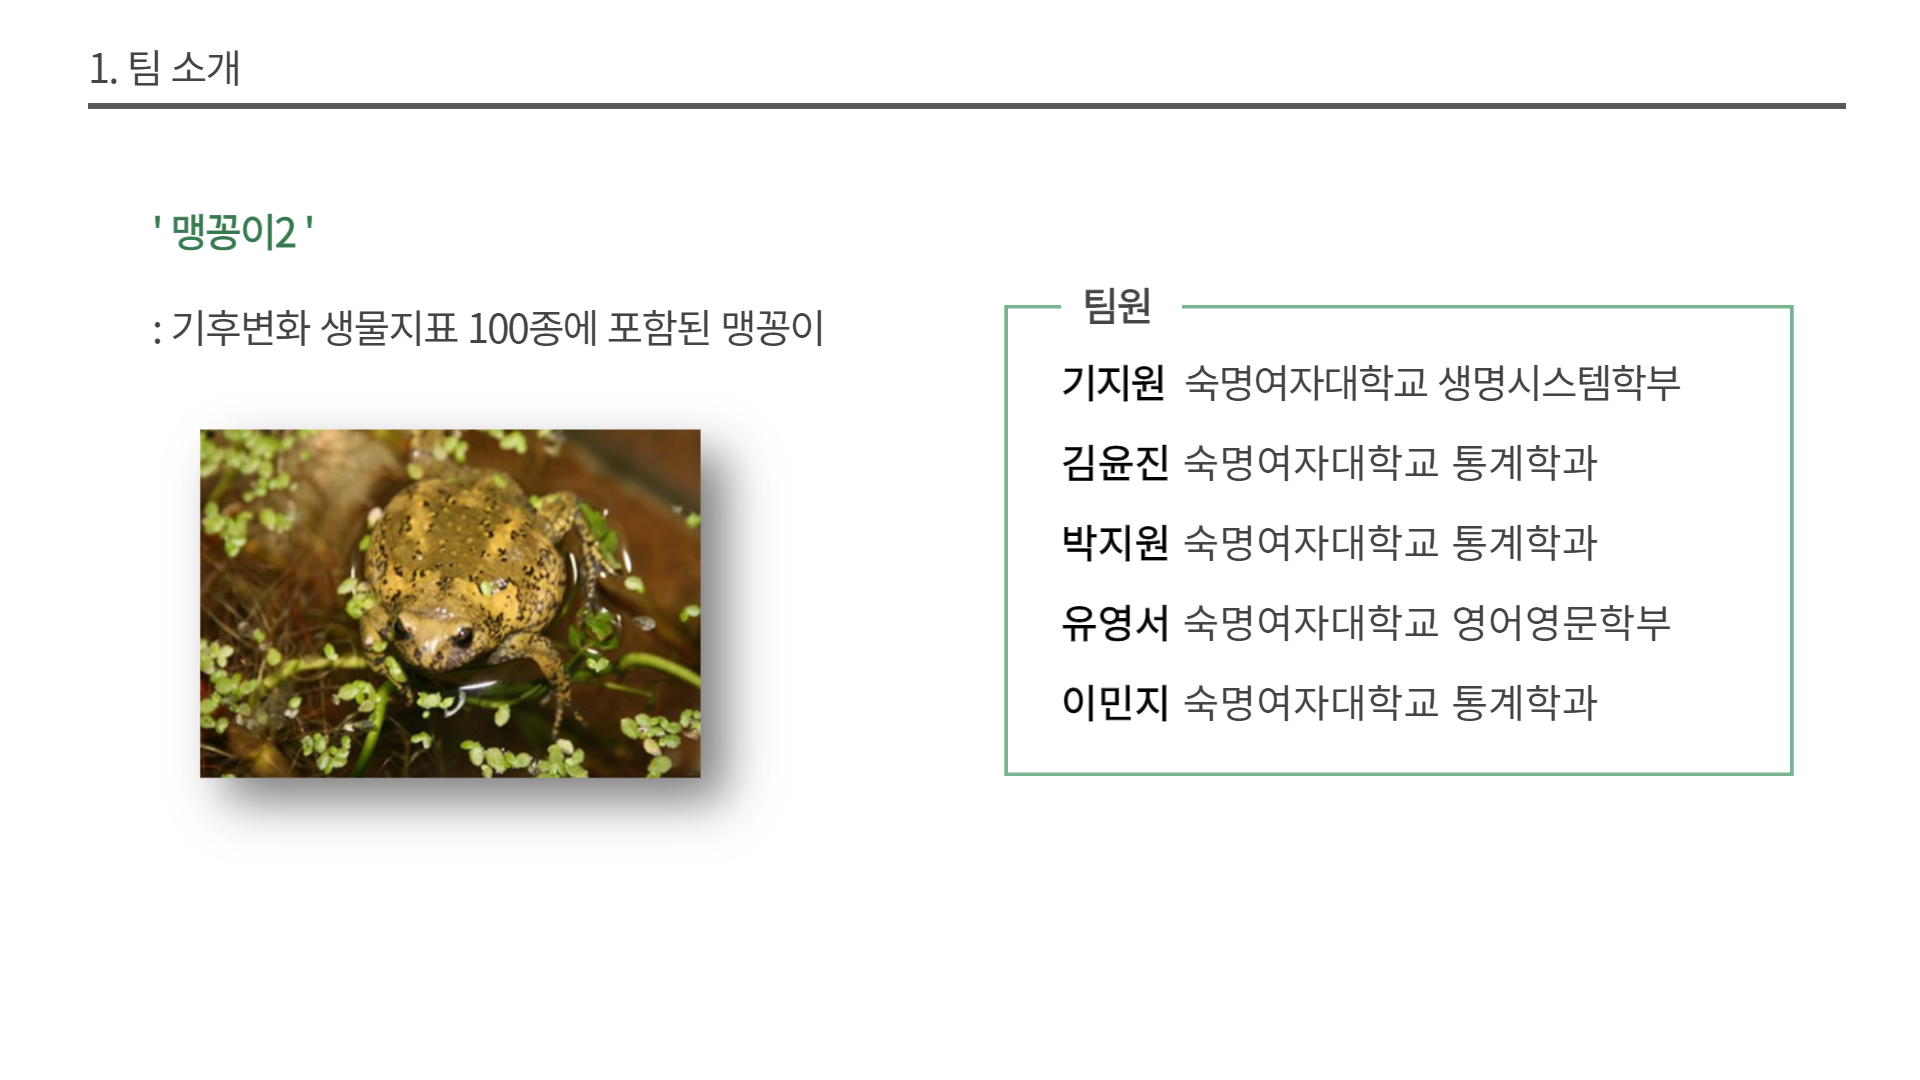 1. 팀 소개
' 맹꽁이2 '
: 기후변화 생물지표 100종에 포함된 맹꽁이
팀원
기지원 숙명여자대학교 생명시스템학부
김윤진 숙명여자대학교 통계학과
박지원 숙명여자대학교 통계학과
유영서 숙명여자대학교 영어영문학부
이민지 숙명여자대학교 통계학과